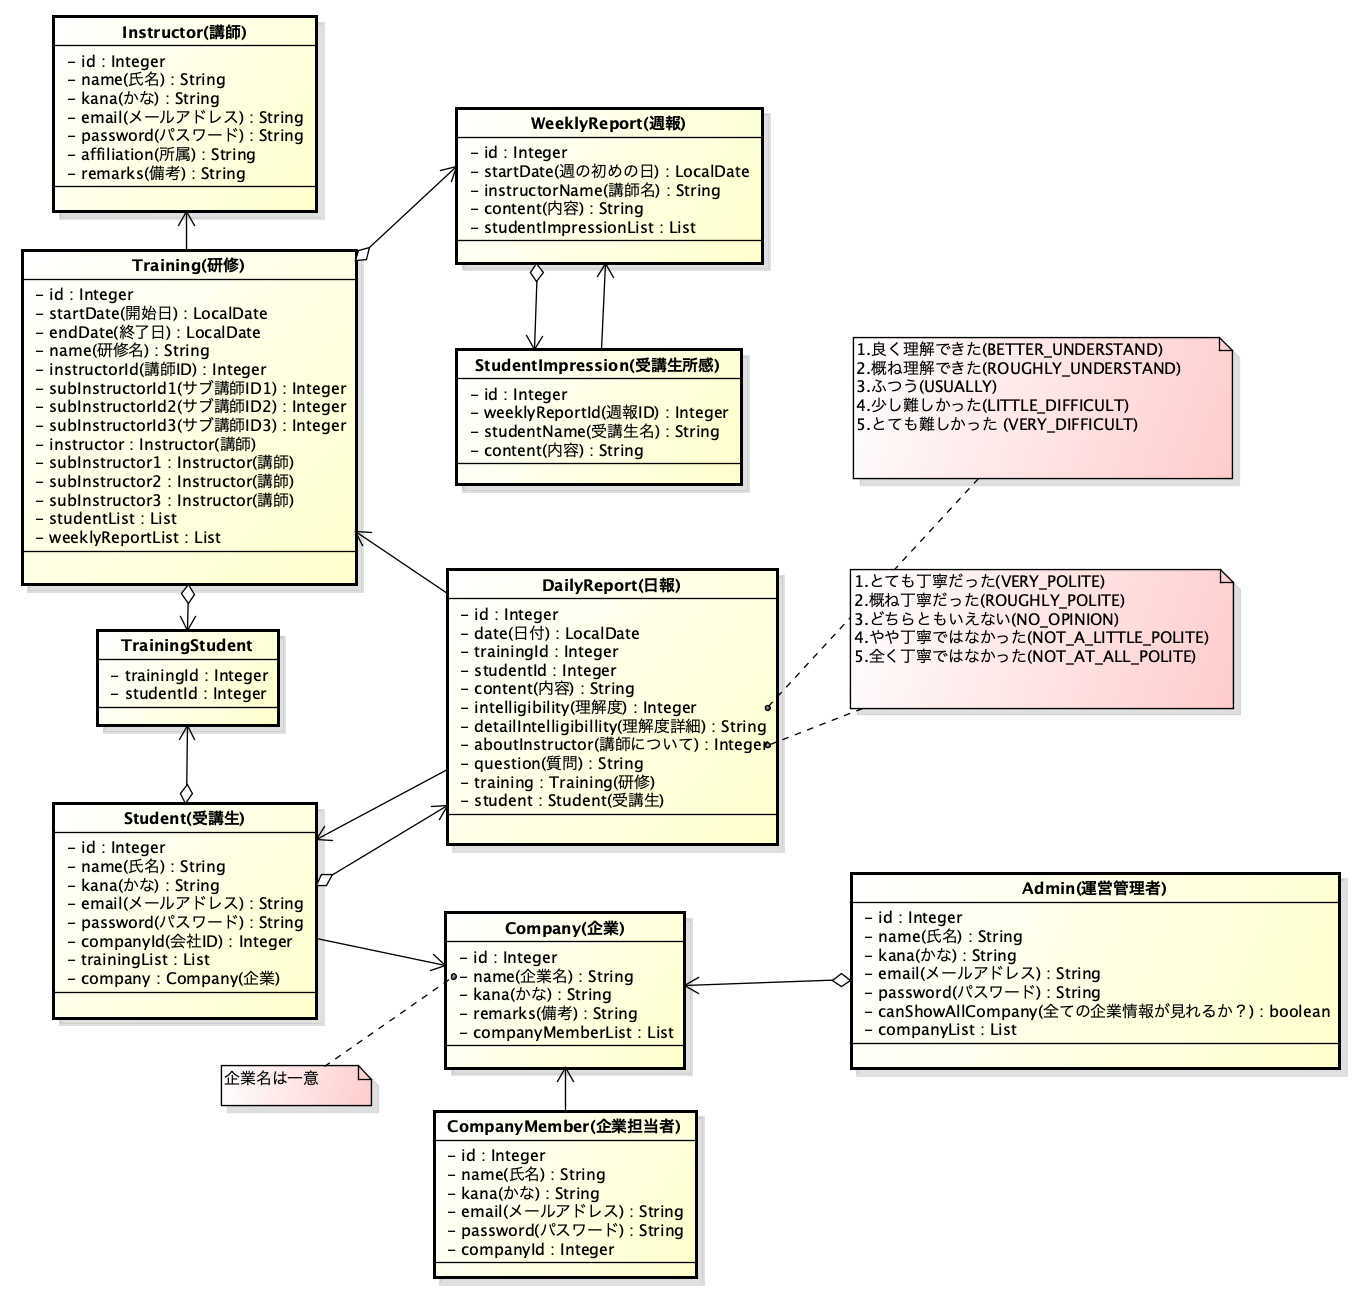 Instructor(講師)
- id : Integer
- name(氏名) : String
- kana(かな) : String
- email(メールアドレス) : String
- password(パスワード) : String
- affiliation(所属) : String
- remarks(備考) : String
WeeklyReport(週報)
- id : Integer
- startDate(週の初めの日) : LocalDate
- instructorName(講師名) : String
- content(内容) : String
- studentImpressionList : List
Training(研修)
- id : Integer
- startDate(開始日) : LocalDate
- endDate(終了日) : LocalDate
- name(研修名) : String
- instructorId(講師ID) : Integer
- subInstructorId1(サブ講師ID1) : Integer
- subInstructorId2(サブ講師ID2) : Integer
- subInstructorId3(サブ講師ID3) : Integer
- instructor : Instructor(講師)
- subInstructor1 : Instructor(講師)
- subInstructor2 : Instructor(講師)
- subInstructor3 : Instructor(講師)
- studentList : List
- weeklyReportList : List
StudentImpression(受講生所感)
- id : Integer
- weeklyReportId(週報ID) : Integer
- studentName(受講生名) : String
- content(内容) : String
1.良く理解できた(BETTER_UNDERSTAND)
2.概ね理解できた(ROUGHLY_UNDERSTAND)
3.ふつう(USUALLY)
4.少し難しかった(LITTLE_DIFFICULT)
5.とても難しかった (VERY_DIFFICULT)
DailyReport(日報)
- id : Integer
- date(日付) : LocalDate
- trainingId : Integer
- studentId : Integer
- content(内容) : String
- intelligibility(理解度) : Integer
- detailIntelligibillity(理解度詳細) : String
- aboutInstructor(講師について) : Integer
- question(質問) : String
- training : Training(研修)
- student : Student(受講生)
1.とても丁寧だった(VERY_POLITE)
2.概ね丁寧だった(ROUGHLY_POLITE)
3.どちらともいえない(NO_OPINION)
4.やや丁寧ではなかった(NOT_A_LITTLE_POLITE)
5.全く丁寧ではなかった(NOT_AT_ALL_POLITE)
TrainingStudent
- trainingId : Integer
- studentId : Integer
Student(受講生)
- id : Integer
- name(氏名) : String
- kana(かな) : String
- email(メールアドレス) : String
- password(パスワード) : String
- companyId(会社ID) : Integer
- trainingList : List
- company : Company(企業)
Company(企業)
- id : Integer
- name(企業名) : String
- kana(かな) : String
- remarks(備考) : String
- companyMemberList : List
Admin(運営管理者)
- id : Integer
- name(氏名) : String
- kana(かな) : String
- email(メールアドレス) : String
- password(パスワード) : String
- canShowAllCompany(全ての企業情報が見れるか？) : boolean
- companyList : List
企業名は一意
CompanyMember(企業担当者)
- id : Integer
- name(氏名) : String
- kana(かな) : String
- email(メールアドレス) : String
- password(パスワード) : String
- companyId : Integer